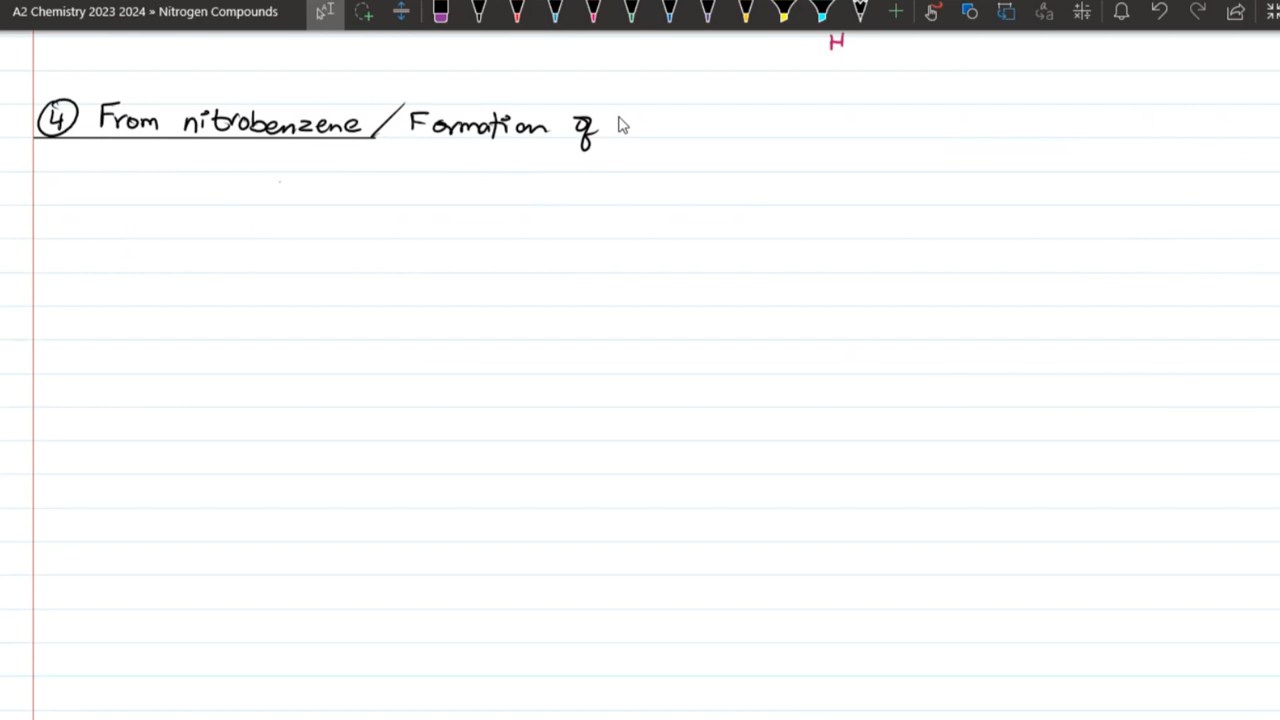 A2 Chemistry 2023 2024 » Nitrogen Compounds
H
④ From nitrobenzene / Formation of